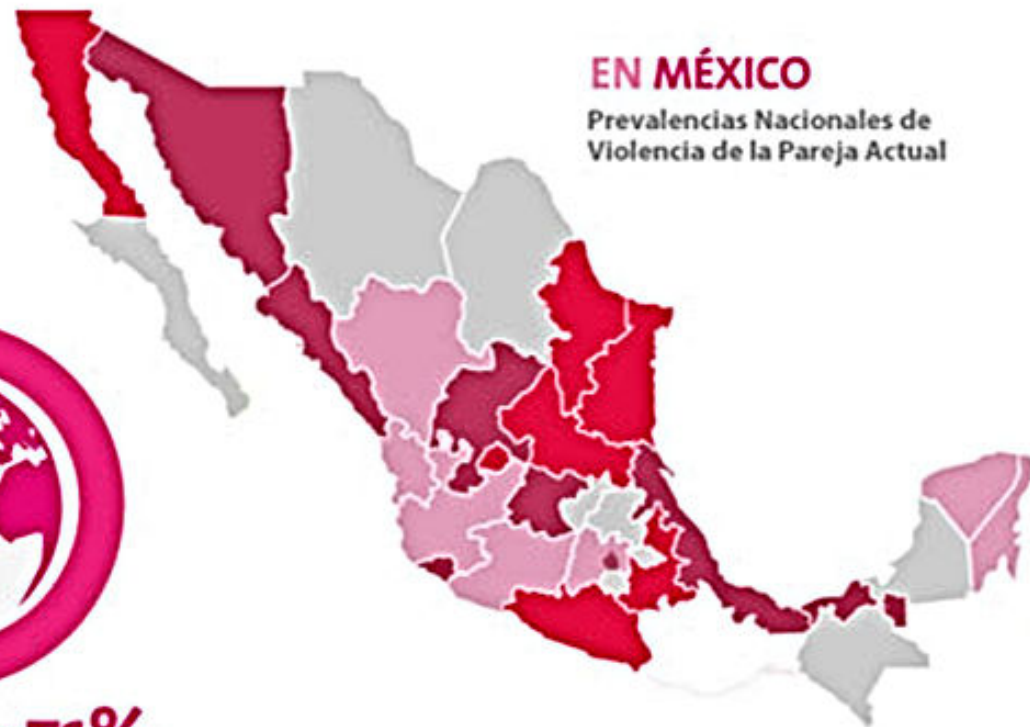 EN MÉXICO
Prevalencias Nacionales de
Violencia de la Pareja Actual